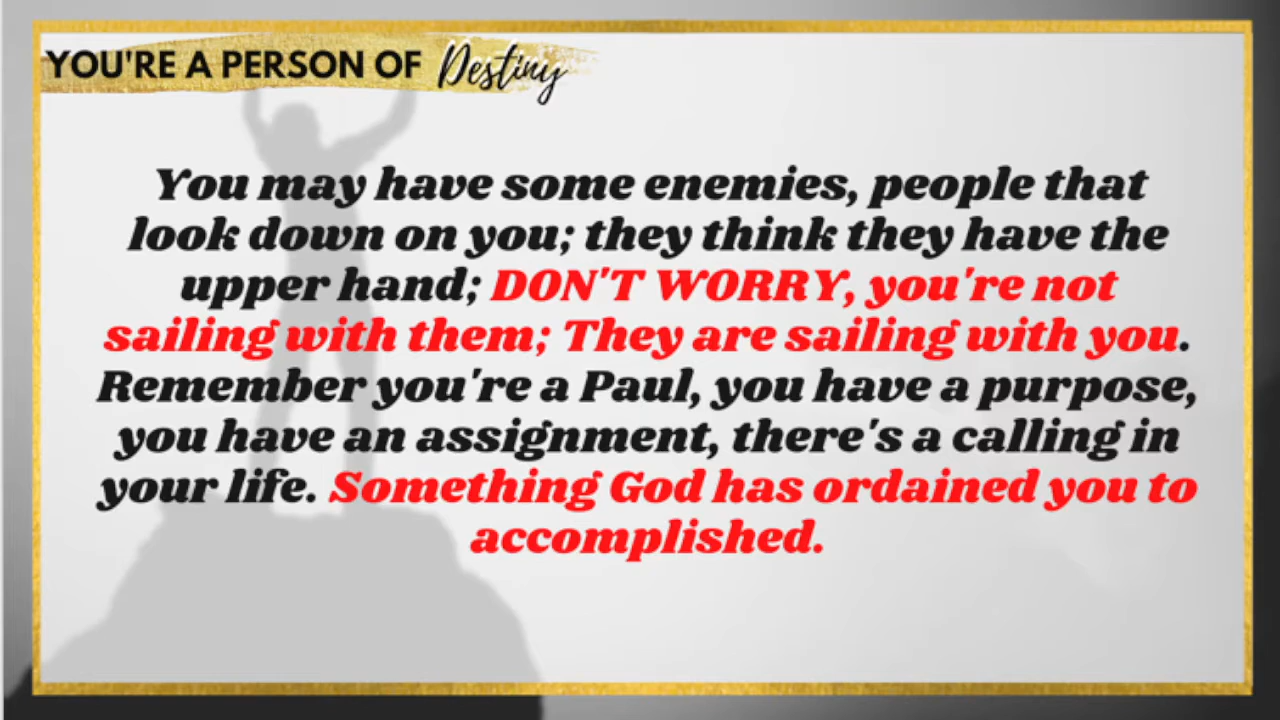 YOU'RE A PERSON OF Destiny
You may have some enemies, people that
look down on you; they think they have the
upper hand; DON'T WORRY, you're not
sailing with them; They are sailing with you.
Remember you're a Paul, you have a purpose,
you have an assignment, there's a calling in
your life. Something God has ordained you to
accomplished.